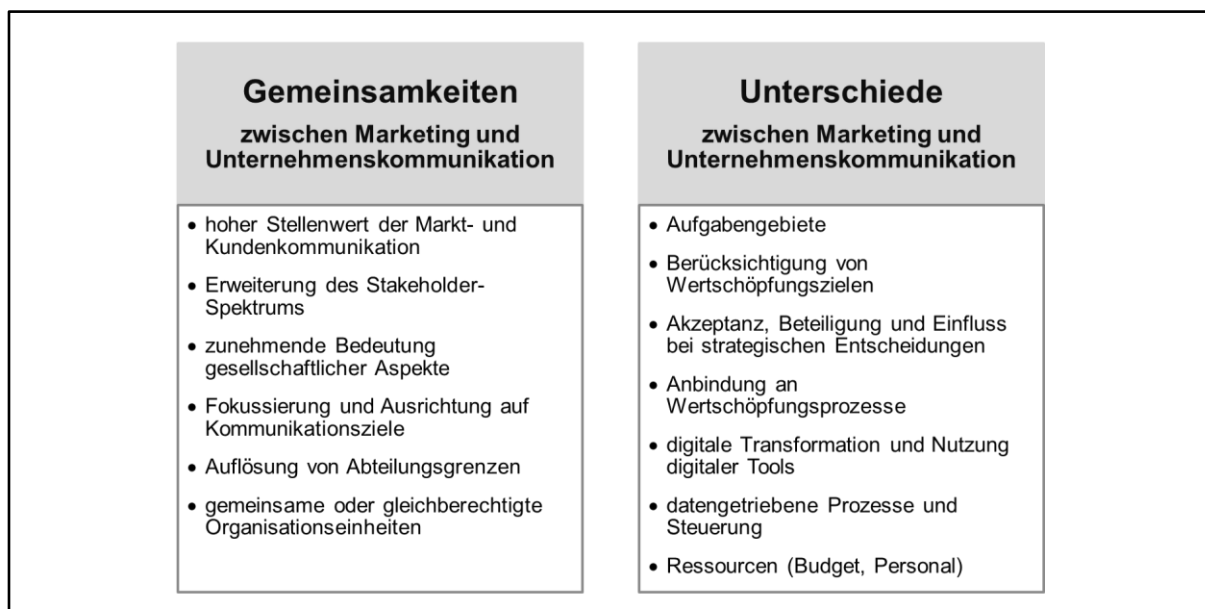 Gemeinsamkeiten
zwischen Marketing und
Unternehmenskommunikation
• hoher Stellenwert der Markt- und
Kundenkommunikation
• Erweiterung des Stakeholder-
Spektrums
• zunehmende Bedeutung
gesellschaftlicher Aspekte
• Fokussierung und Ausrichtung auf
Kommunikationsziele
• Auflösung von Abteilungsgrenzen
• gemeinsame oder gleichberechtigte
Organisationseinheiten
Unterschiede
zwischen Marketing und
Unternehmenskommunikation
• Aufgabengebiete
• Berücksichtigung von
Wertschöpfungszielen
• Akzeptanz, Beteiligung und Einfluss
bei strategischen Entscheidungen
• Anbindung an
Wertschöpfungsprozesse
• digitale Transformation und Nutzung
digitaler Tools
• datengetriebene Prozesse und
Steuerung
• Ressourcen (Budget, Personal)